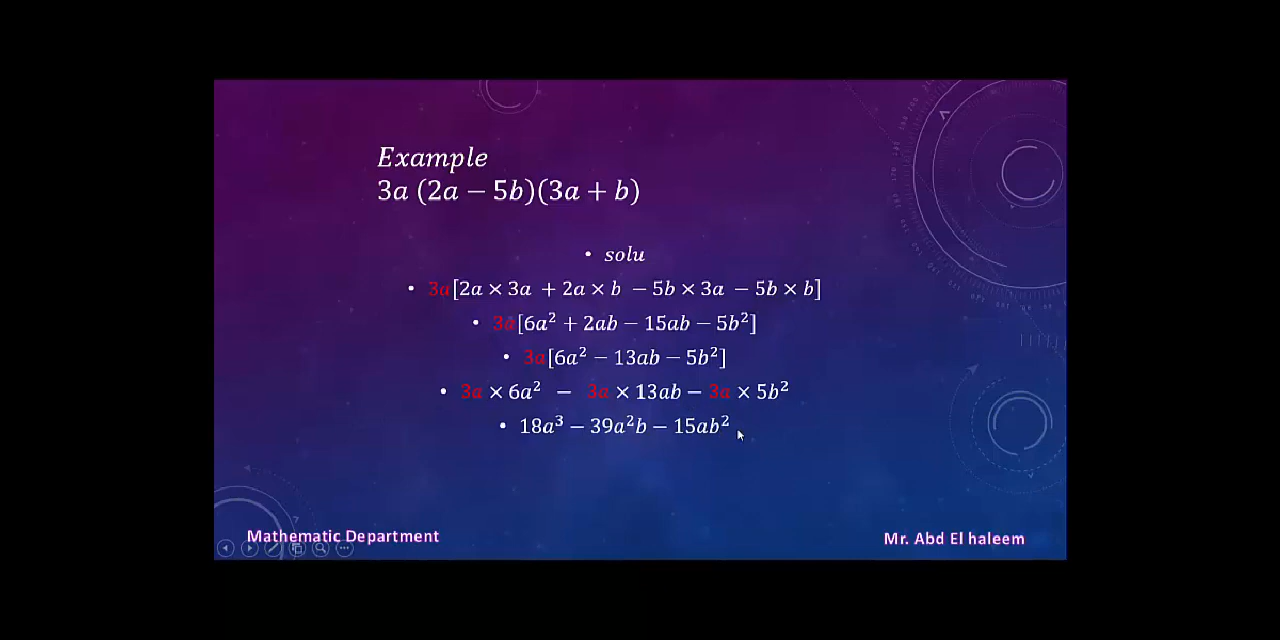 Example
3a (2a − 5b)(3a + b)
• solu
• 3a[2a × 3a + 2a × b − 5b × 3a − 5b × b]
• 3a[6a² + 2ab − 15ab − 5b²]
• 3a[6a² − 13ab − 5b²]
• 3a × 6a² − 3a × 13ab − 3a × 5b²
• 18a³ − 39a²b − 15ab²
Mathematic Department
Mr. Abd El haleem